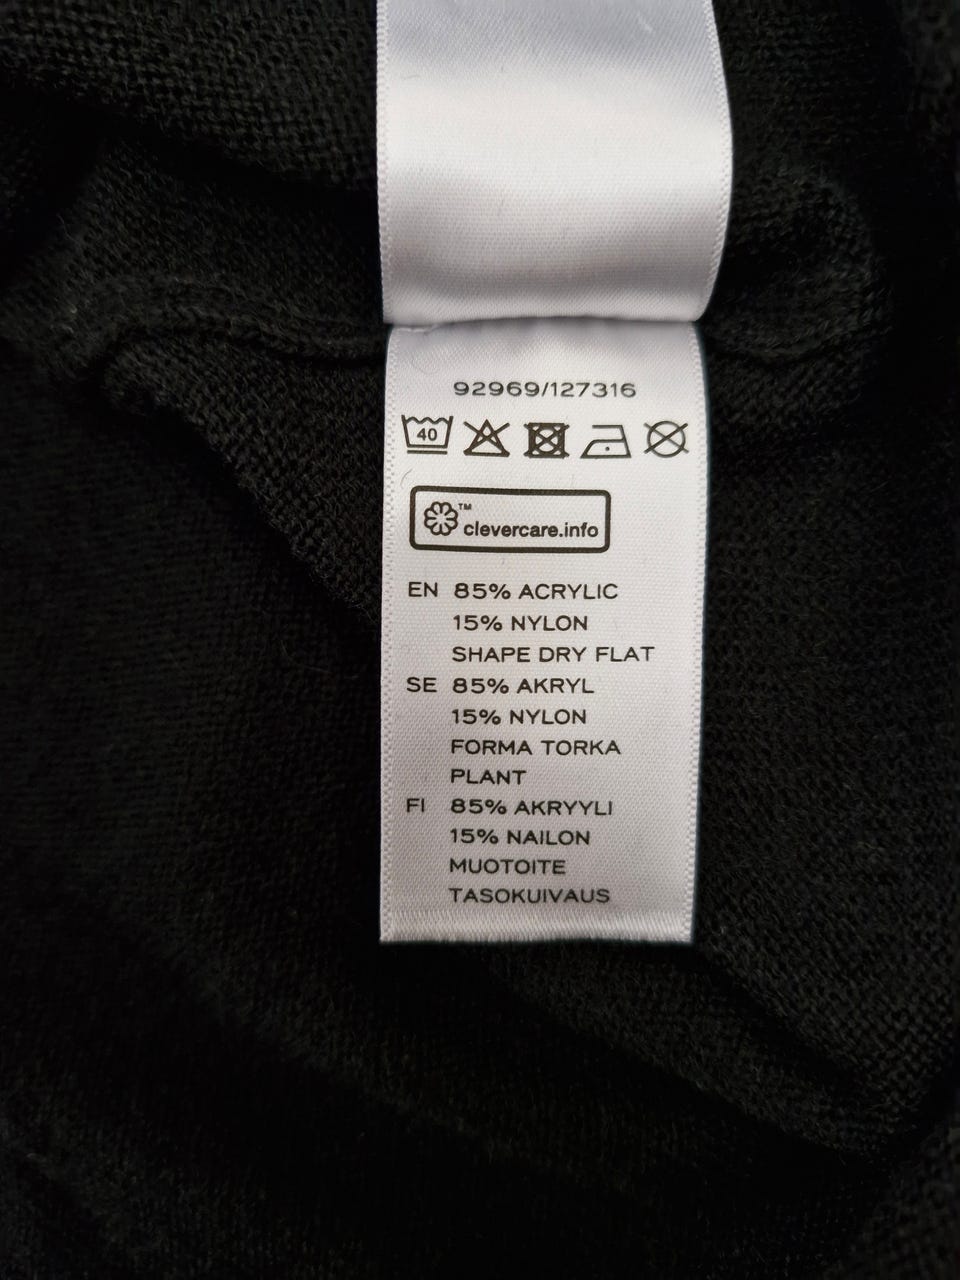 92969/127316
40
™
clevercare.info
EN 85% ACRYLIC
15% NYLON
SHAPE DRY FLAT
SE 85% AKRYL
15% NYLON
FORMA TORKA
PLANT
FI 85% AKRYYLI
15% NAILON
MUOTOITE
TASOKUIVAUS